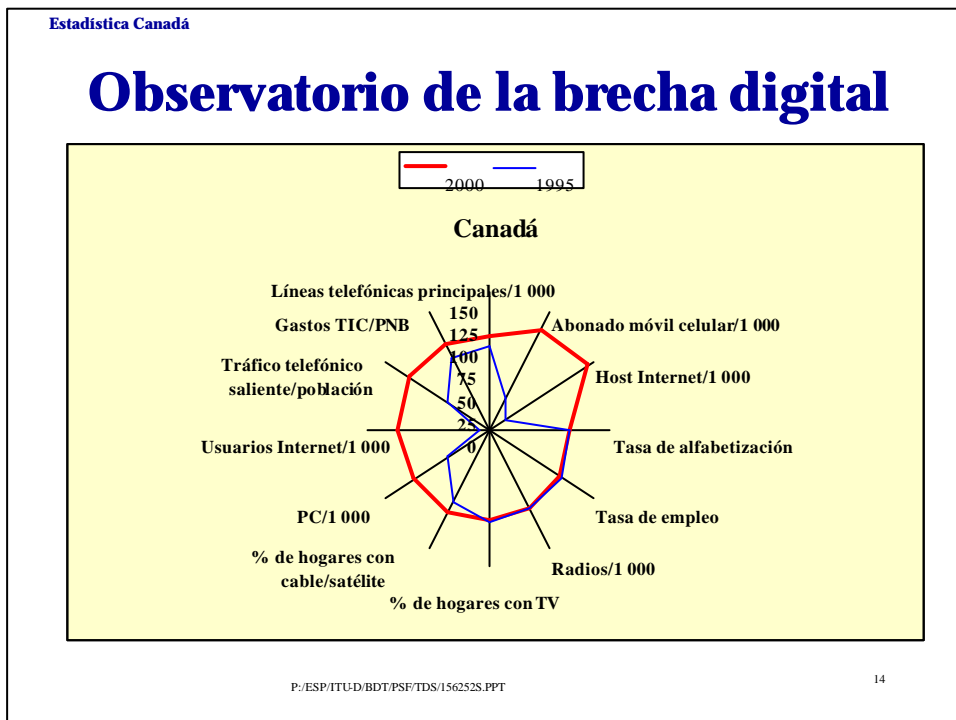 Estadística Canadá
Observatorio de la brecha digital
2000 1995
Canadá
Líneas telefónicas principales/1 000
150
Gastos TIC/PNB
125
Abonado móvil celular/1 000
100
Tráfico telefónico
saliente/población
75
Host Internet/1 000
50
25
Usuarios Internet/1 000
0
Tasa de alfabetización
PC/1 000
Tasa de empleo
% de hogares con
cable/satélite
Radios/1 000
% de hogares con TV
P:/ESP/ITU-D/BDT/PSF/TDS/156252S.PPT
14